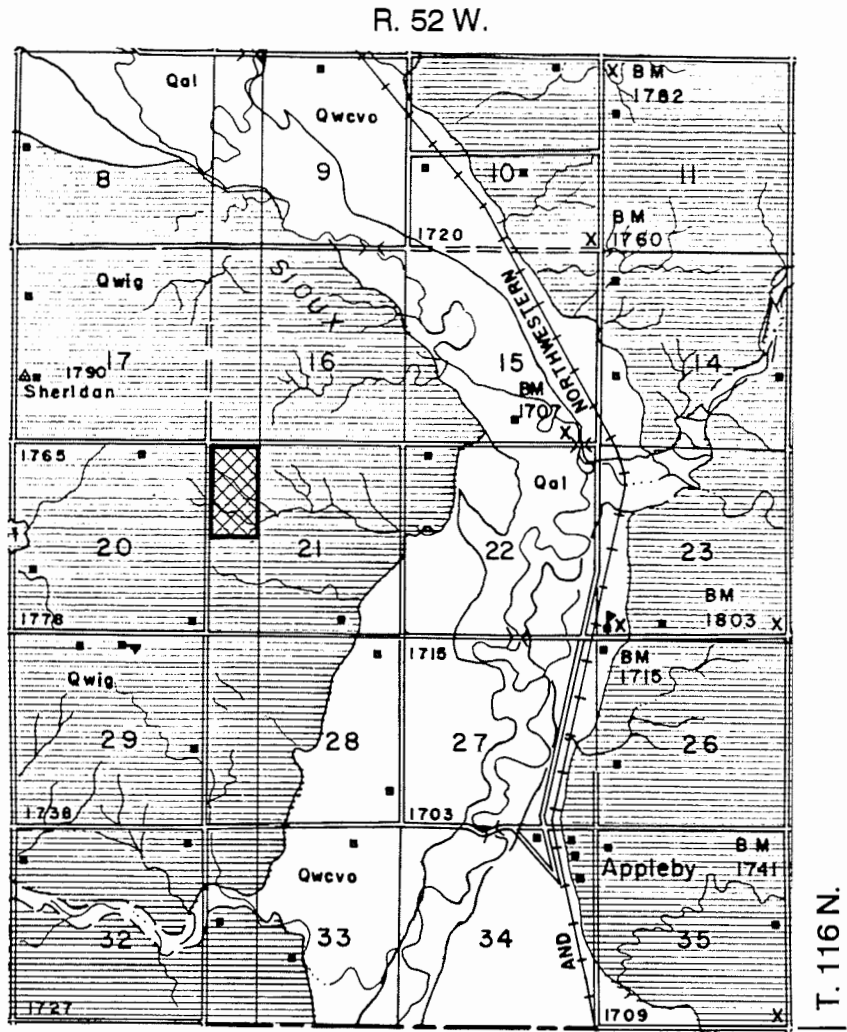 R. 52 W.
Qal
Qwcvo
X BM
1782
8
9
10
11
BM
1720
X
1760
Qwig
SIOUX
NORTHWESTERN
17
1790
Sheridan
16
15
14
BM
1707
X
1765
Qal
20
21
22
23
BM
1778
X
1803 X
1715
BM
1715
Qwig
29
28
27
26
1738
1703
BM
Appleby 1741
Qwcvo
32
33
34
35
AND
1727
1709
X
T. 116 N.